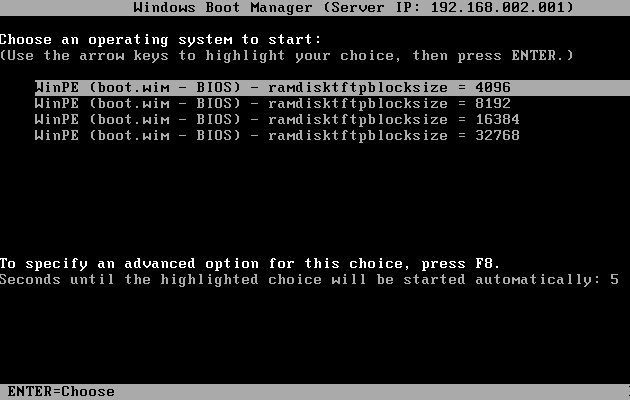 Windows Boot Manager (Server IP: 192.168.002.001)
Choose an operating system to start:
(Use the arrow keys to highlight your choice, then press ENTER.)
WinPE (boot.wim - BIOS) - ramdisktftpblocksize = 4096
WinPE (boot.wim - BIOS) - ramdisktftpblocksize = 8192
WinPE (boot.wim - BIOS) - ramdisktftpblocksize = 16384
WinPE (boot.wim - BIOS) - ramdisktftpblocksize = 32768
To specify an advanced option for this choice, press F8.
Seconds until the highlighted choice will be started automatically: 5
ENTER=Choose